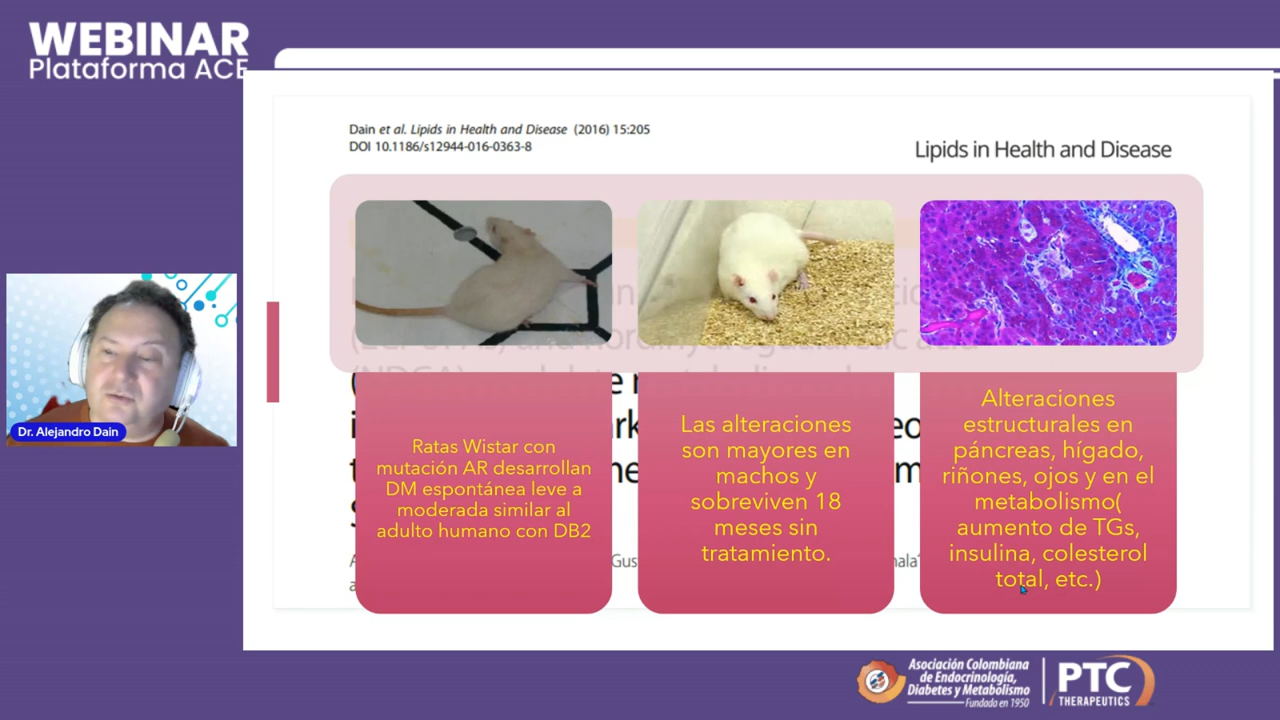 WEBINAR
Plataforma ACE
Dain et al. Lipids in Health and Disease (2016) 15:205
DOI 10.1186/s12944-016-0363-8
Lipids in Health and Disease
Ratas Wistar con
mutación AR desarrollan
DM espontánea leve a
moderada similar al
adulto humano con DB2
Las alteraciones
son mayores en
machos y
sobreviven 18
meses sin
tratamiento.
Alteraciones
estructurales en
páncreas, hígado,
riñones, ojos y en el
metabolismo(
aumento de TGs,
insulina, colesterol
total, etc.)
Dr. Alejandro Dain
Asociación Colombiana
de Endocrinología,
Diabetes y Metabolismo
Fundada en 1950
PTC
THERAPEUTICS